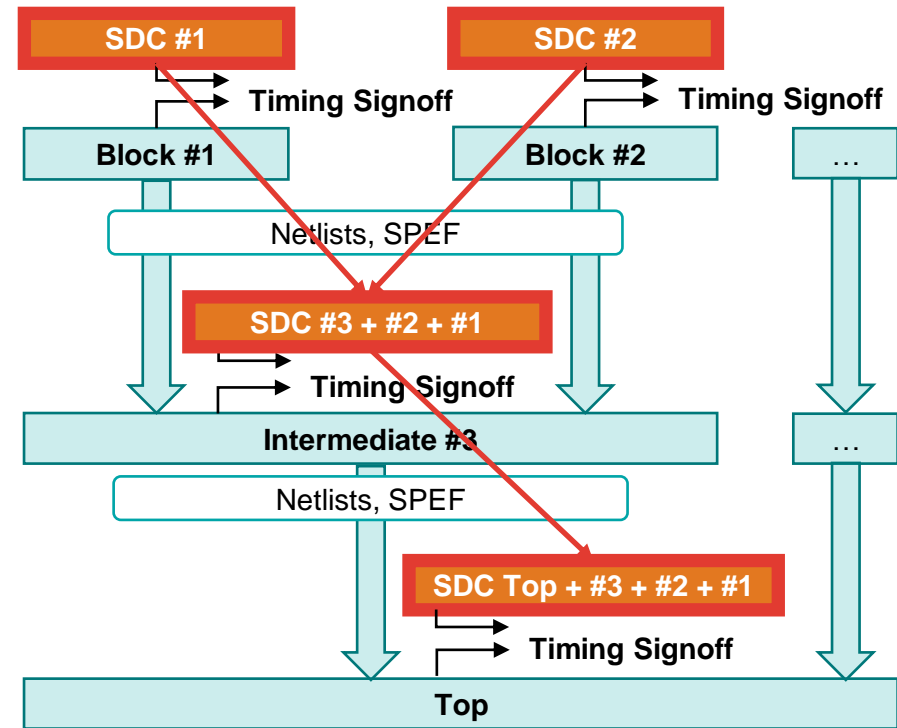 SDC #1
SDC #2
Timing Signoff
Timing Signoff
Block #1
Block #2
…
Netlists, SPEF
SDC #3 + #2 + #1
Timing Signoff
Intermediate #3
…
Netlists, SPEF
SDC Top + #3 + #2 + #1
Timing Signoff
Top